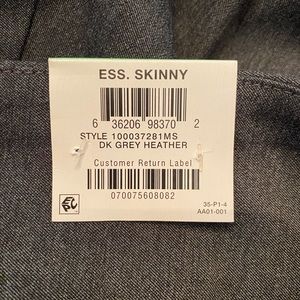 ESS. SKINNY
6 36206 98370 2
STYLE 100037281MS
DK GREY HEATHER
Customer Return Label
070075608082
35-P1-4
AA01-001